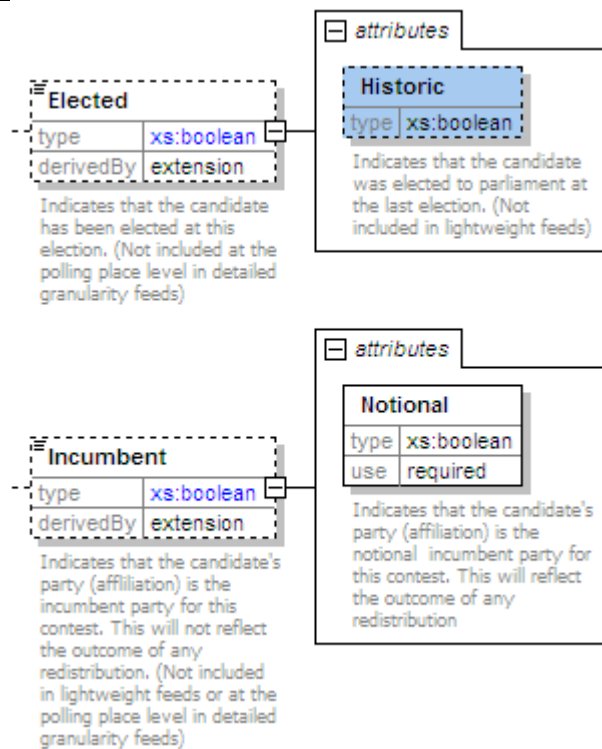 attributes
Elected
type xs:boolean
derivedBy extension
Indicates that the candidate
has been elected at this
election. (Not included at the
polling place level in detailed
granularity feeds)
Historic
type xs:boolean
Indicates that the candidate
was elected to parliament at
the last election. (Not
included in lightweight feeds)
attributes
Incumbent
type xs:boolean
derivedBy extension
Indicates that the candidate's
party (affliliation) is the
incumbent party for this
contest. This will not reflect
the outcome of any
redistribution. (Not included
in lightweight feeds or at the
polling place level in detailed
granularity feeds)
Notional
type xs:boolean
use required
Indicates that the candidate's
party (affiliation) is the
notional incumbent party for
this contest. This will reflect
the outcome of any
redistribution